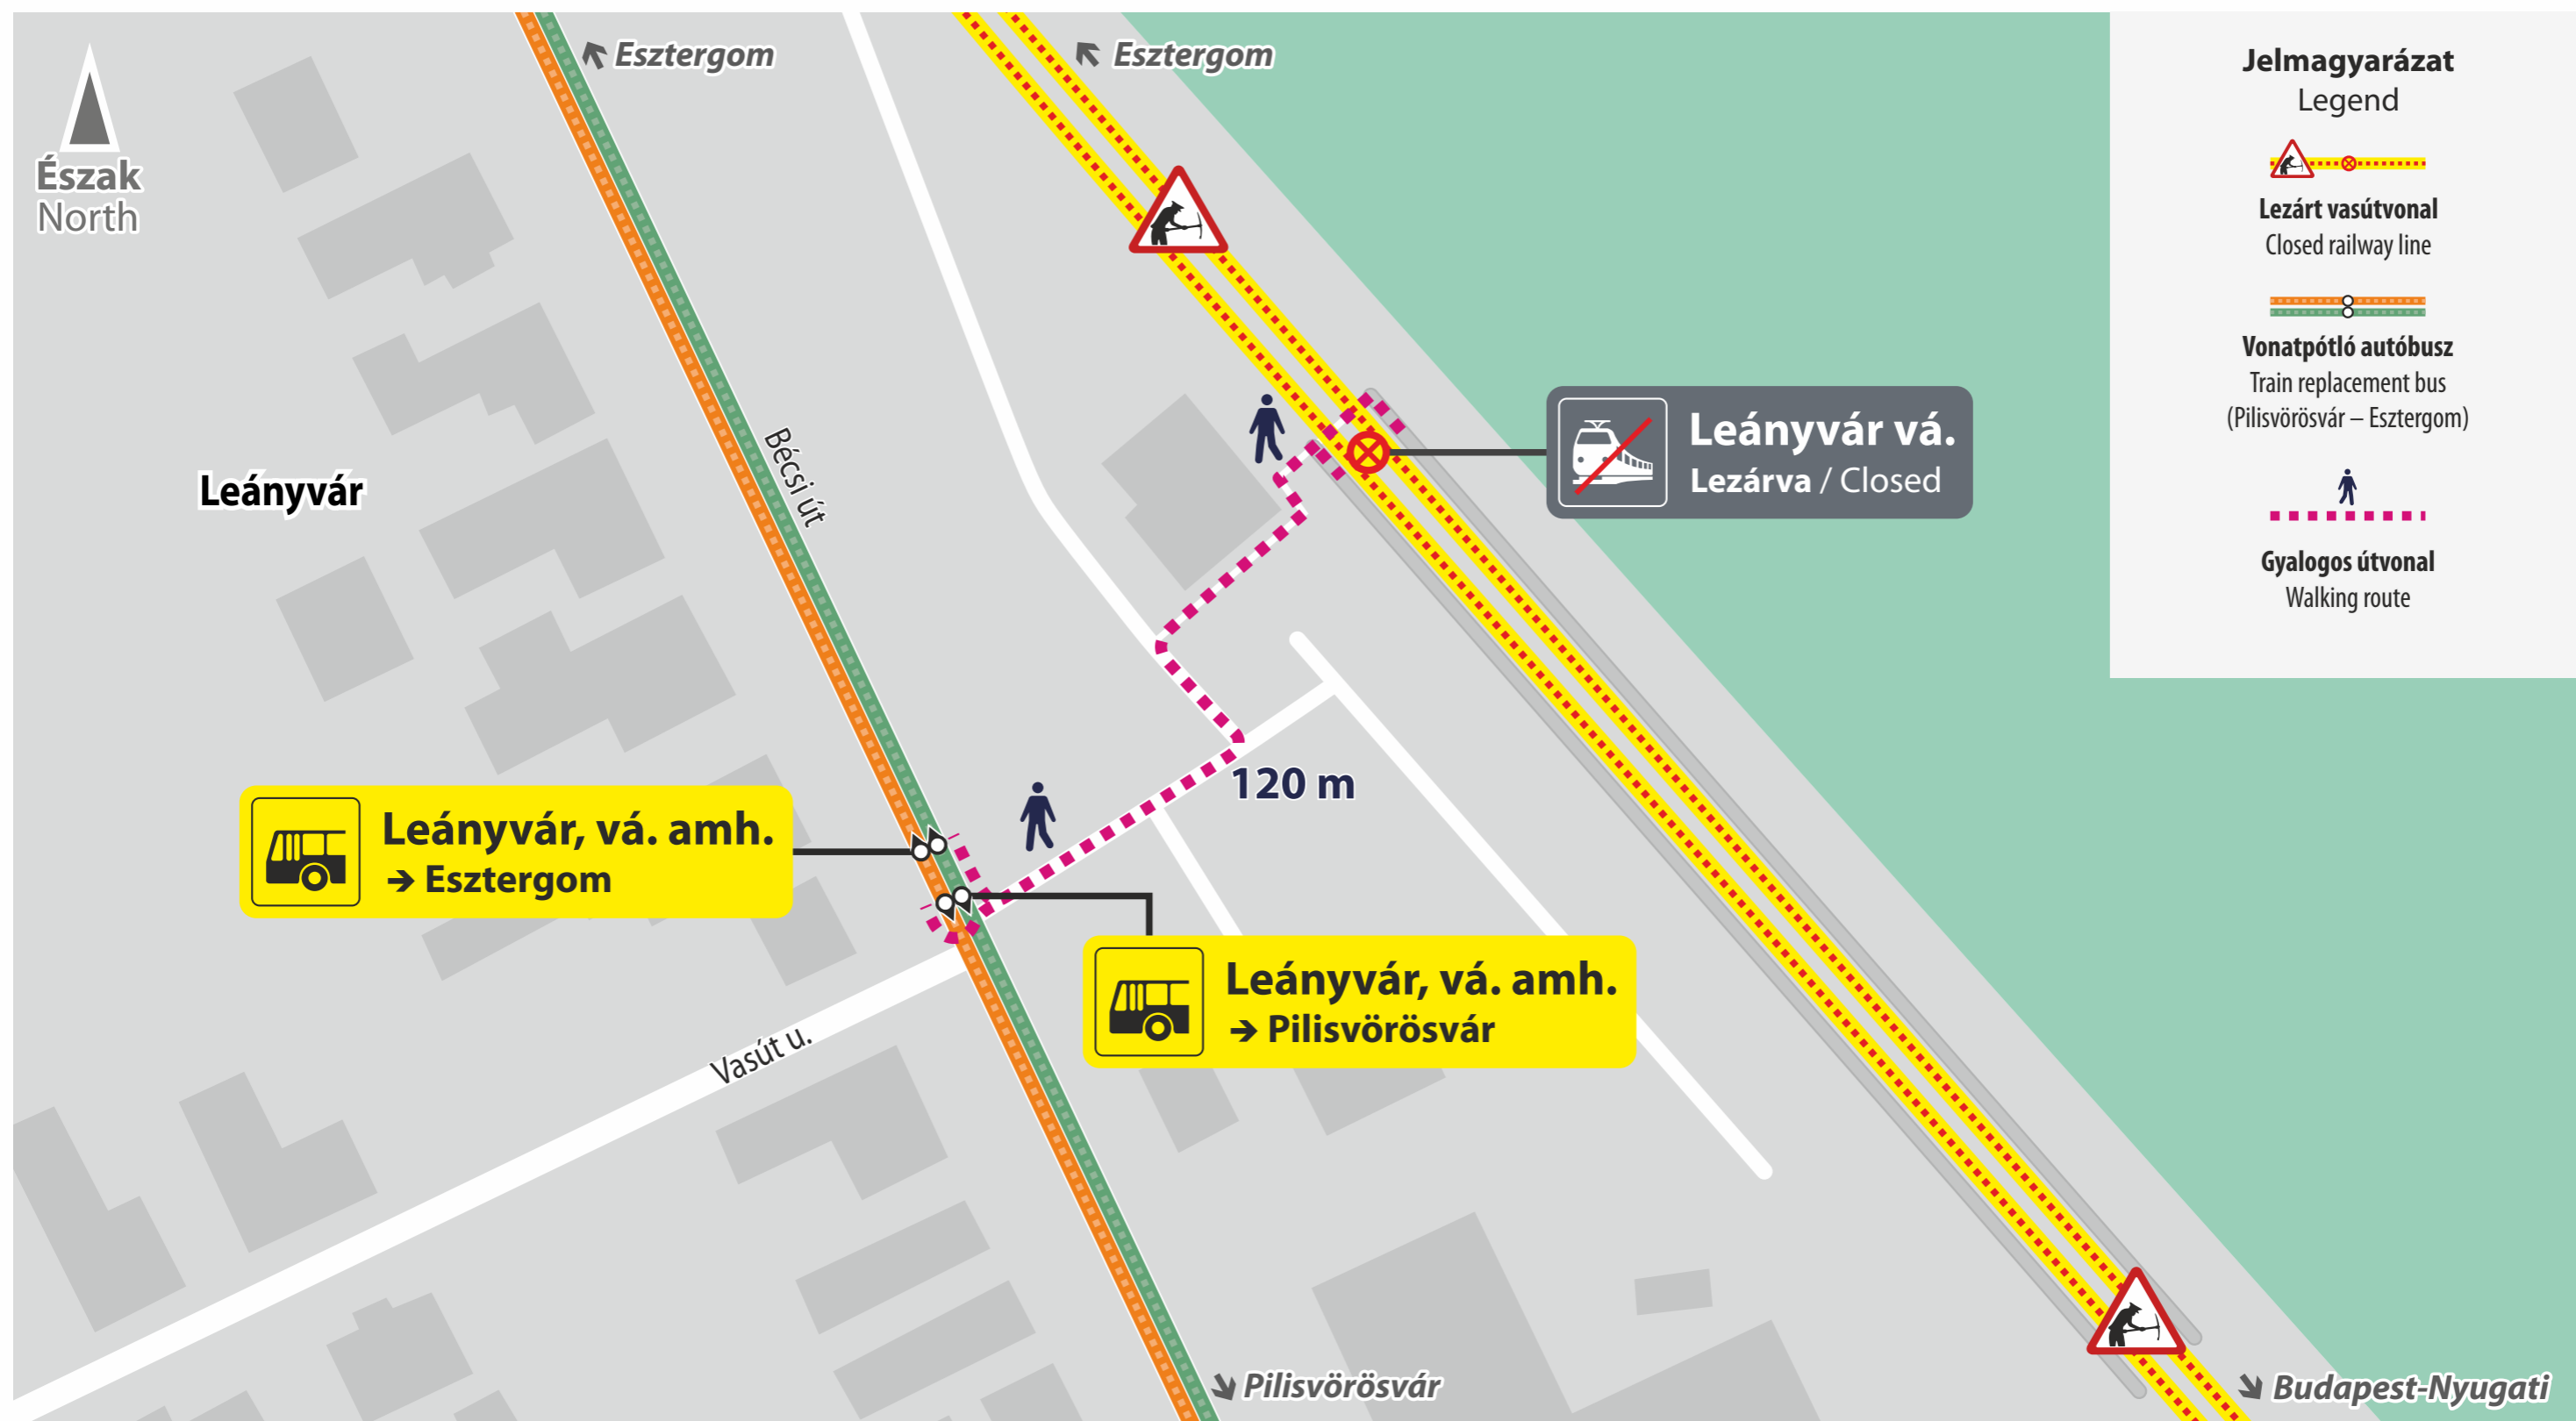 Esztergom
Esztergom
Észak
North
Jelmagyarázat
Legend
Lezárt vasútvonal
Closed railway line
Vonatpótló autóbusz
Train replacement bus
(Pilisvörösvár – Esztergom)
Gyalogos útvonal
Walking route
Leányvár vá.
Lezárva / Closed
Bécsi út
Leányvár
120 m
Leányvár, vá. amh.
➔ Esztergom
Leányvár, vá. amh.
➔ Pilisvörösvár
Vasút u.
Pilisvörösvár
Budapest-Nyugati